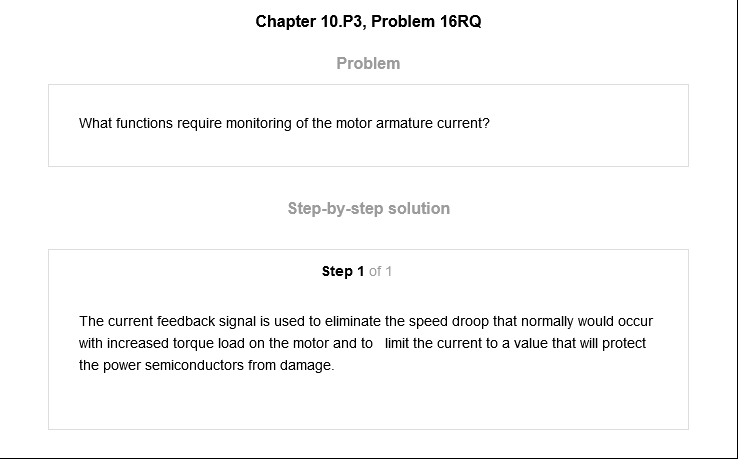 Chapter 10.P3, Problem 16RQ
Problem
What functions require monitoring of the motor armature current?
Step-by-step solution
Step 1 of 1
The current feedback signal is used to eliminate the speed droop that normally would occur
with increased torque load on the motor and to limit the current to a value that will protect
the power semiconductors from damage.